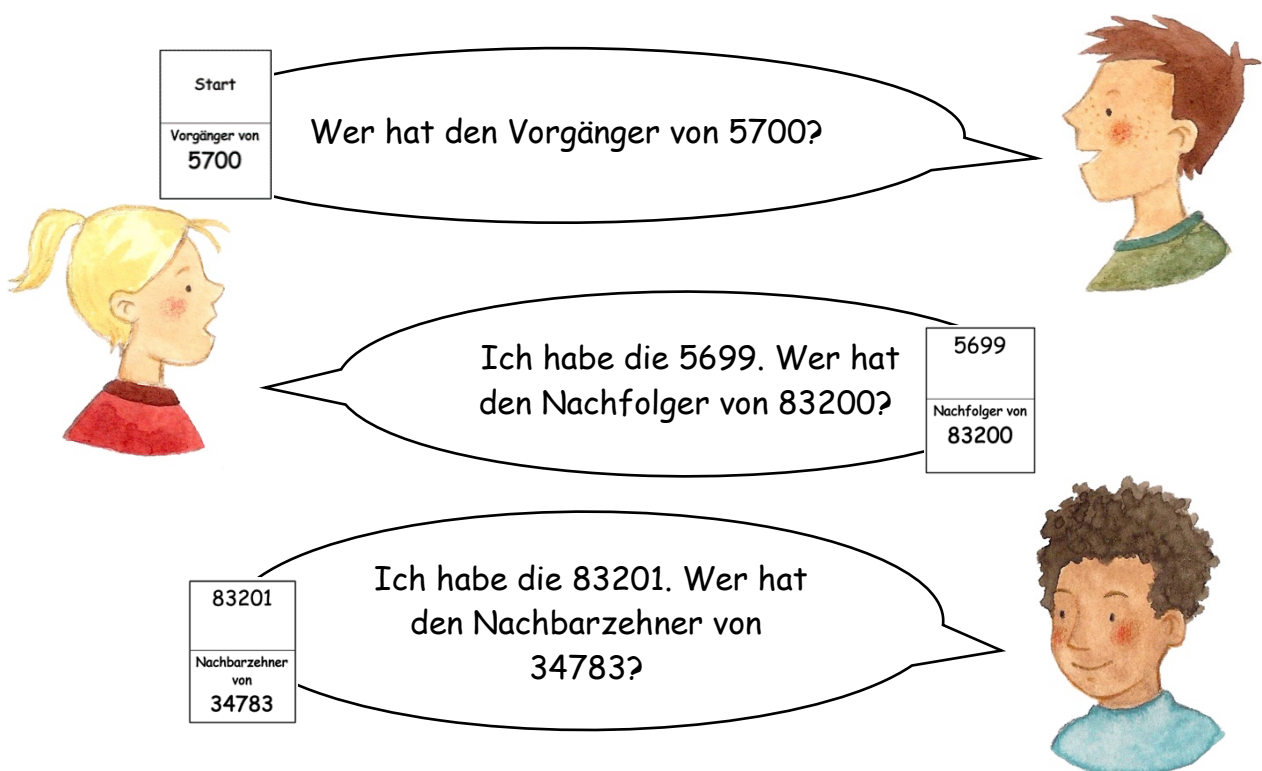 Start
Vorgänger von
5700
Wer hat den Vorgänger von 5700?
Ich habe die 5699. Wer hat
den Nachfolger von 83200?
5699
Nachfolger von
83200
83201
Nachbarzehner
von
34783
Ich habe die 83201. Wer hat
den Nachbarzehner von
34783?